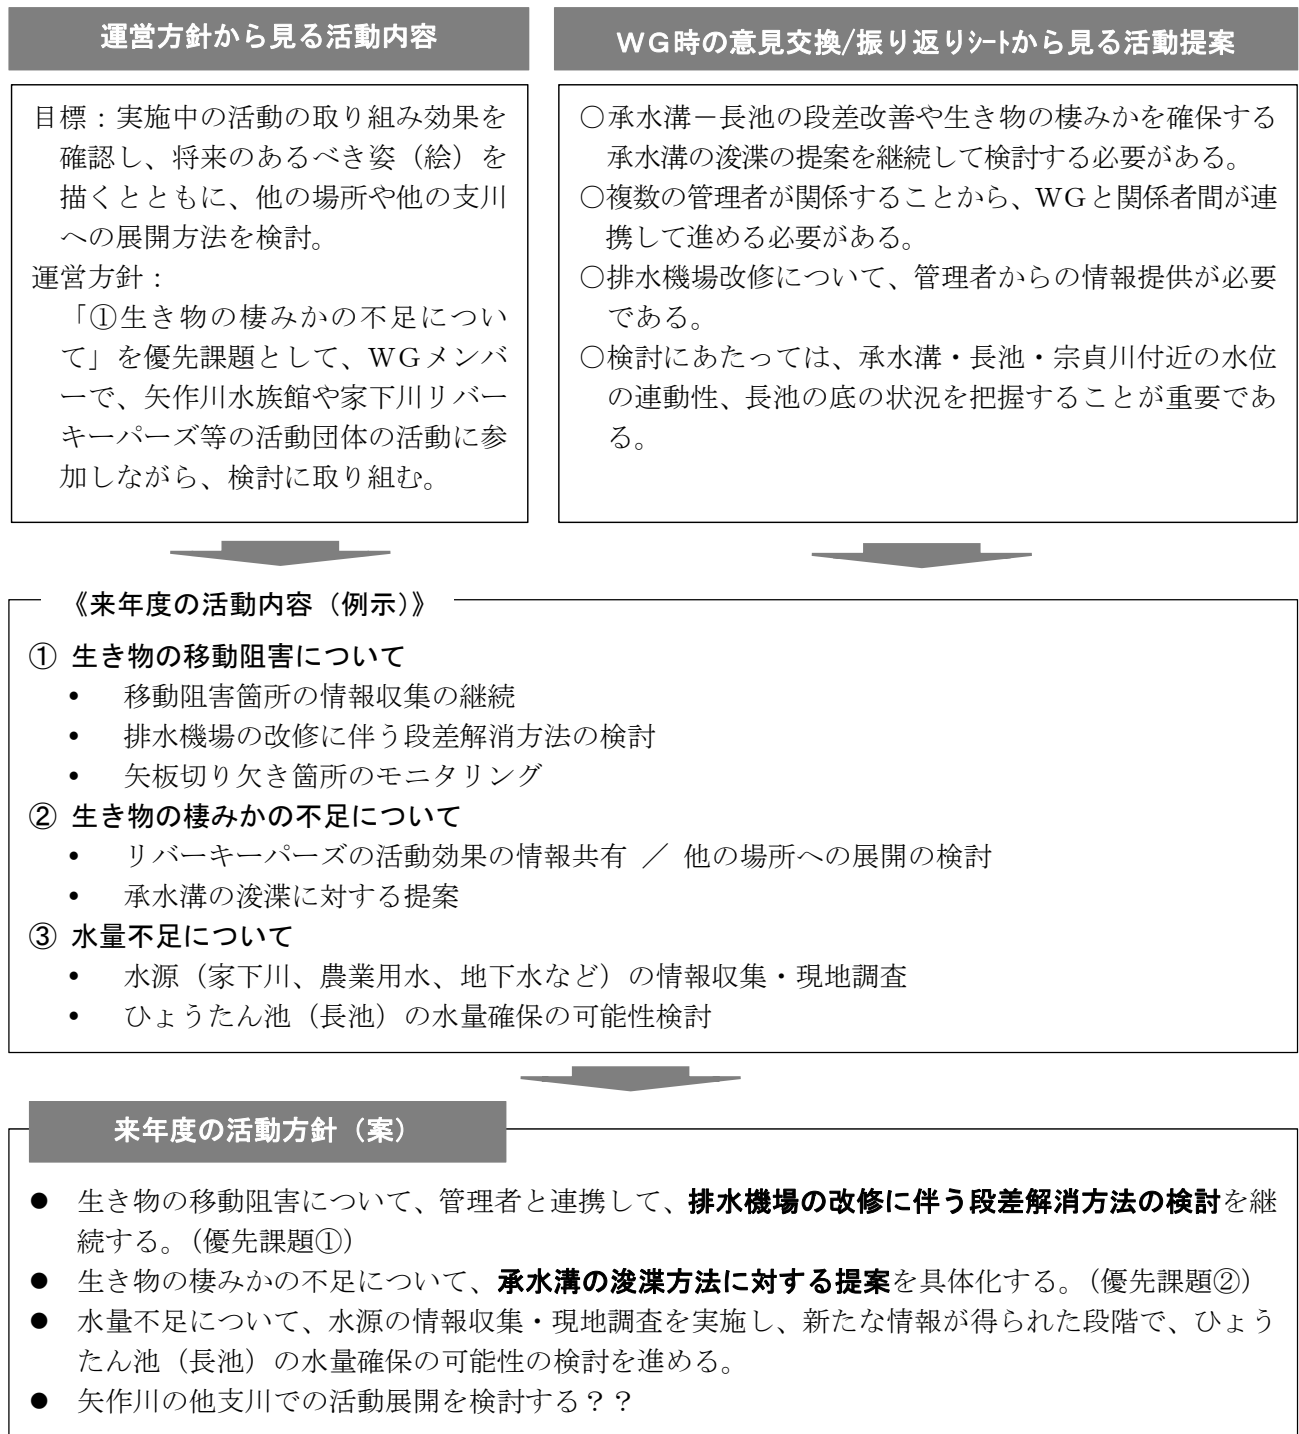 運営方針から見る活動内容
目標：実施中の活動の取り組み効果を
確認し、将来のあるべき姿（絵）を
描くとともに、他の場所や他の支川
への展開方法を検討。
運営方針：
「①生き物の棲みかの不足につい
て」を優先課題として、ＷＧメンバ
ーで、矢作川水族館や家下川リバー
キーパーズ等の活動団体の活動に参
加しながら、検討に取り組む。
ＷＧ時の意見交換/振り返りｼｰﾄから見る活動提案
○承水溝－長池の段差改善や生き物の棲みかを確保する
承水溝の浚渫の提案を継続して検討する必要がある。
○複数の管理者が関係することから、ＷＧと関係者間が連
携して進める必要がある。
○排水機場改修について、管理者からの情報提供が必要
である。
○検討にあたっては、承水溝・長池・宗貞川付近の水位
の連動性、長池の底の状況を把握することが重要であ
る。
《来年度の活動内容（例示）》
① 生き物の移動阻害について
• 移動阻害箇所の情報収集の継続
• 排水機場の改修に伴う段差解消方法の検討
• 矢板切り欠き箇所のモニタリング
② 生き物の棲みかの不足について
• リバーキーパーズの活動効果の情報共有 ／ 他の場所への展開の検討
• 承水溝の浚渫に対する提案
③ 水量不足について
• 水源（家下川、農業用水、地下水など）の情報収集・現地調査
• ひょうたん池（長池）の水量確保の可能性検討
来年度の活動方針（案）
● 生き物の移動阻害について、管理者と連携して、排水機場の改修に伴う段差解消方法の検討を継
続する。（優先課題①）
● 生き物の棲みかの不足について、承水溝の浚渫方法に対する提案を具体化する。（優先課題②）
● 水量不足について、水源の情報収集・現地調査を実施し、新たな情報が得られた段階で、ひょう
たん池（長池）の水量確保の可能性の検討を進める。
● 矢作川の他支川での活動展開を検討する？？